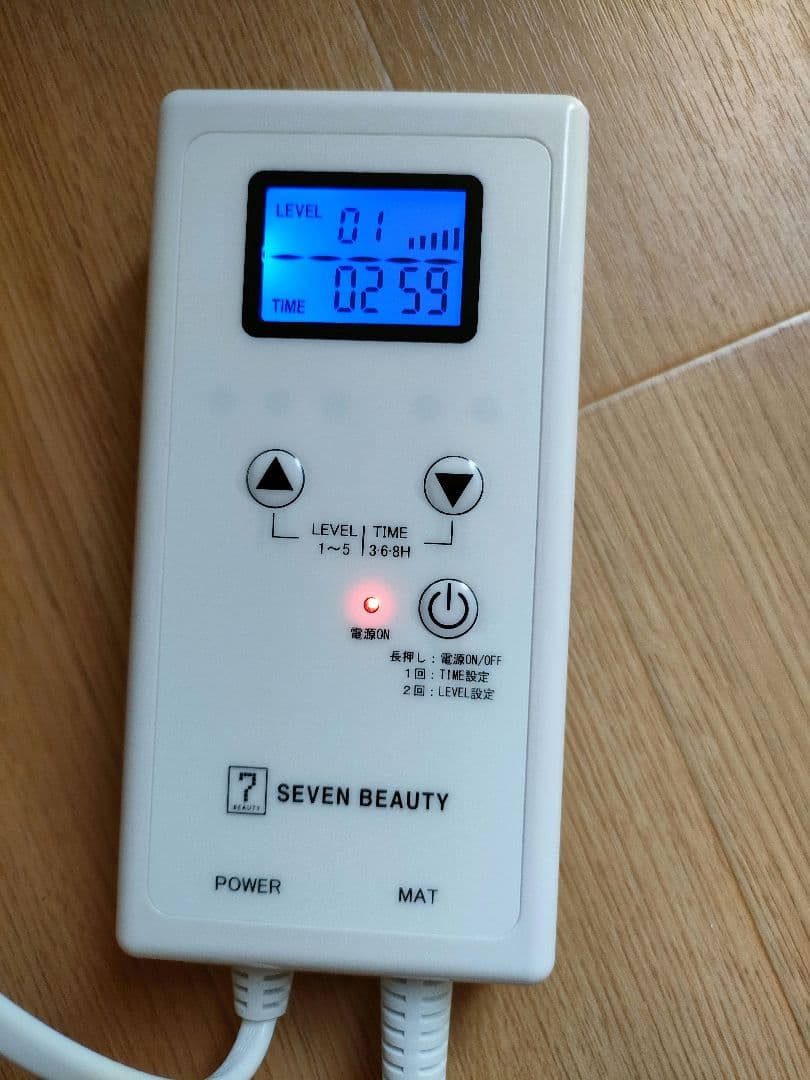 LEVEL 01
TIME 02 59
LEVEL TIME
1～5 3・6・8H
電源ON
長押し：電源ON/OFF
1回：TIME設定
2回：LEVEL設定
7
BEAUTY
SEVEN BEAUTY
POWER MAT